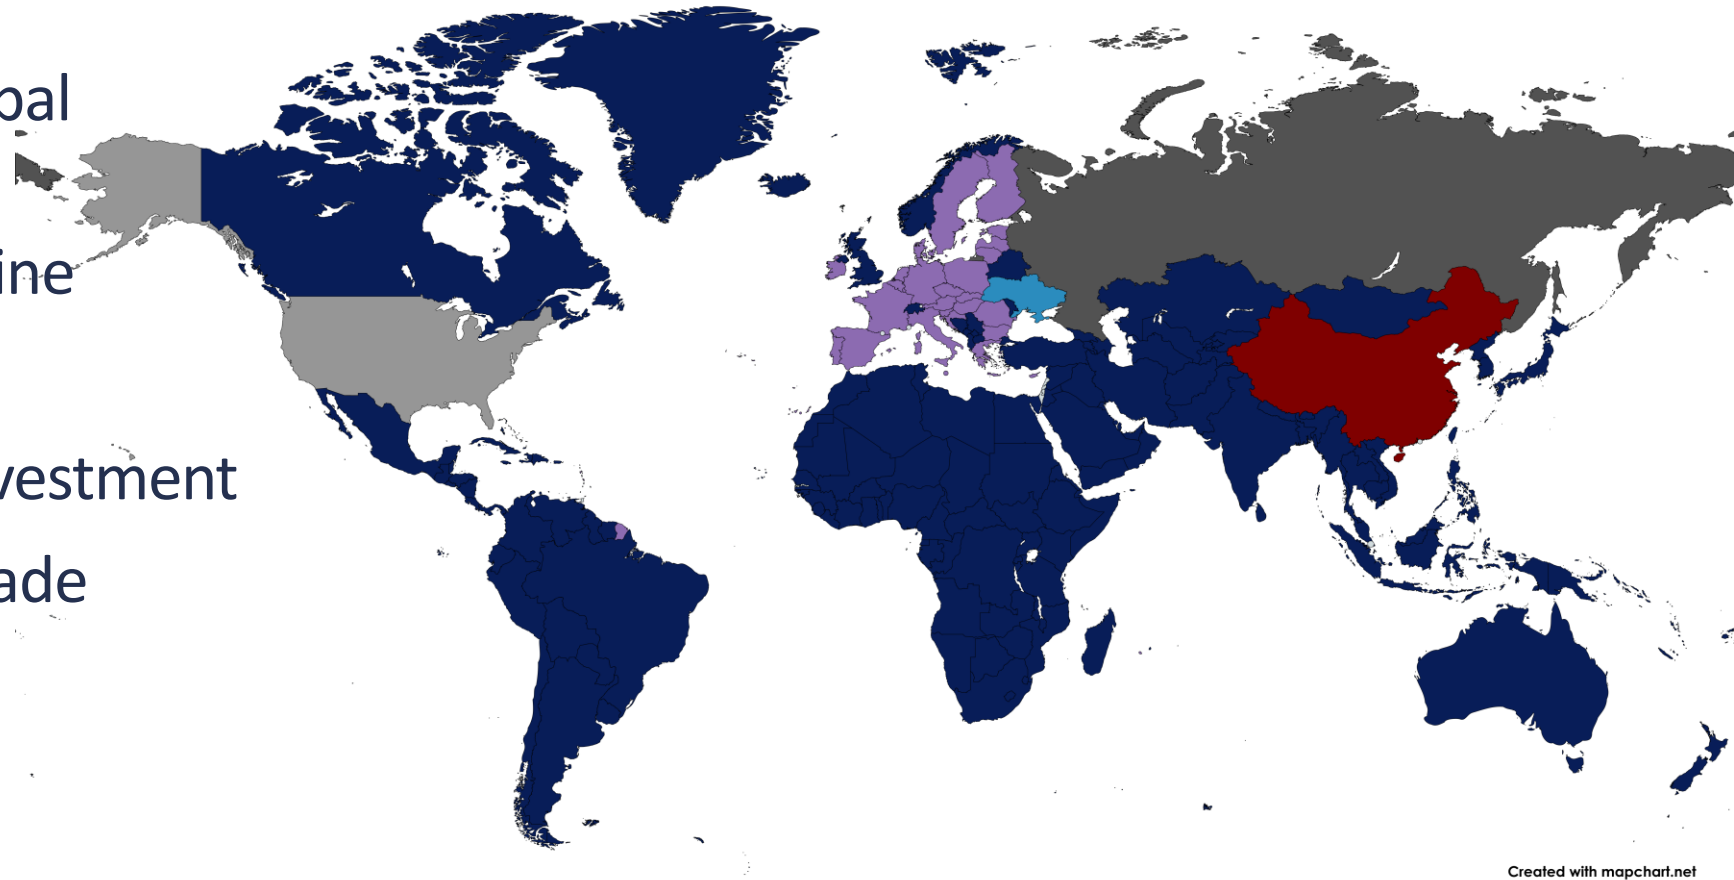 bal
ine
vestment
ade
Created with mapchart.net